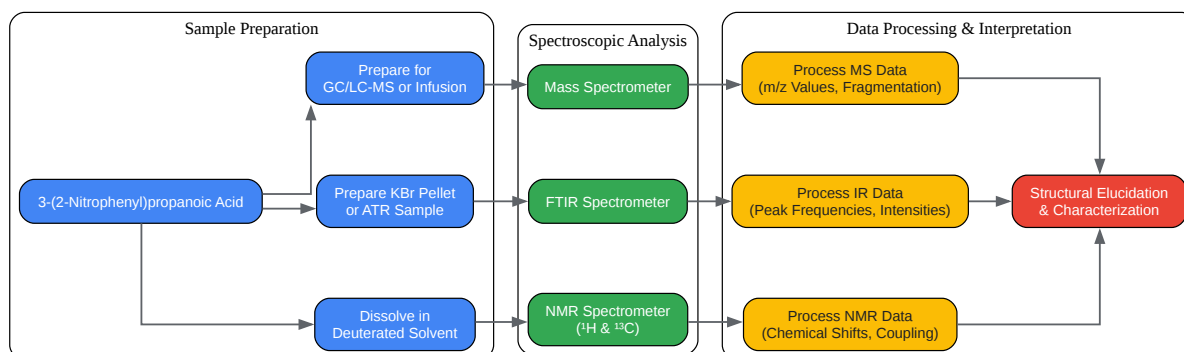 Sample Preparation
Spectroscopic Analysis
Data Processing & Interpretation
Prepare for
GC/LC-MS or Infusion
Mass Spectrometer
Process MS Data
(m/z Values, Fragmentation)
3-(2-Nitrophenyl)propanoic Acid
Prepare KBr Pellet
or ATR Sample
FTIR Spectrometer
Process IR Data
(Peak Frequencies, Intensities)
Structural Elucidation
& Characterization
Dissolve in
Deuterated Solvent
NMR Spectrometer
(¹H & ¹³C)
Process NMR Data
(Chemical Shifts, Coupling)